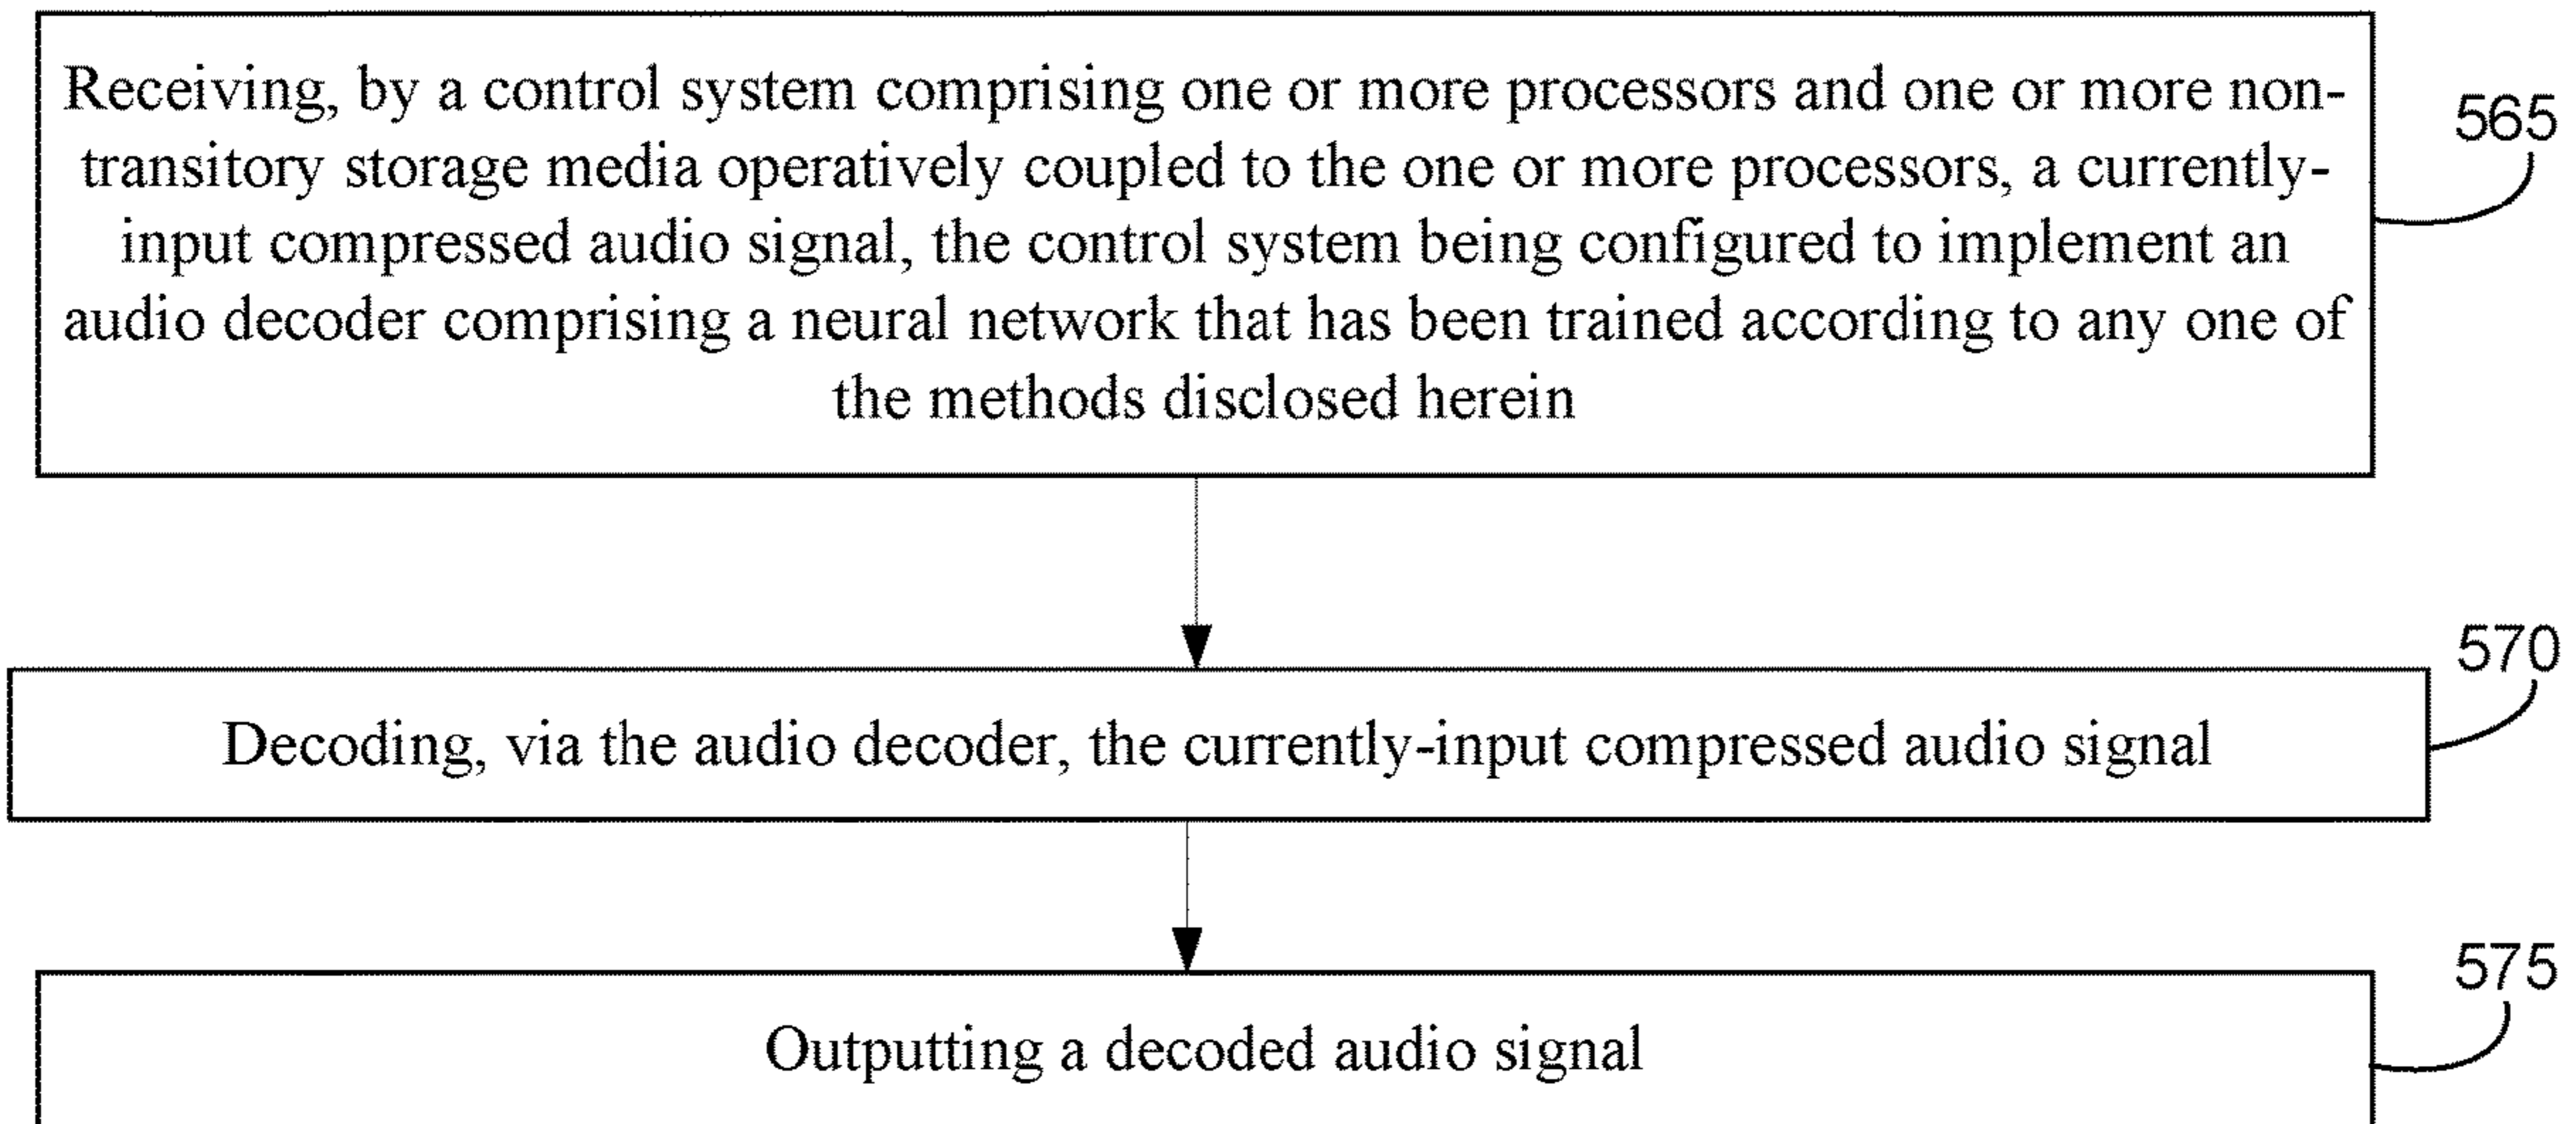 Receiving, by a control system comprising one or more processors and one or more non-
565
transitory storage media operatively coupled to the one or more processors, a currently-
input compressed audio signal, the control system being configured to implement an
audio decoder comprising a neural network that has been trained according to any one of
the methods disclosed herein
570
Decoding, via the audio decoder, the currently-input compressed audio signal
575
Outputting a decoded audio signal